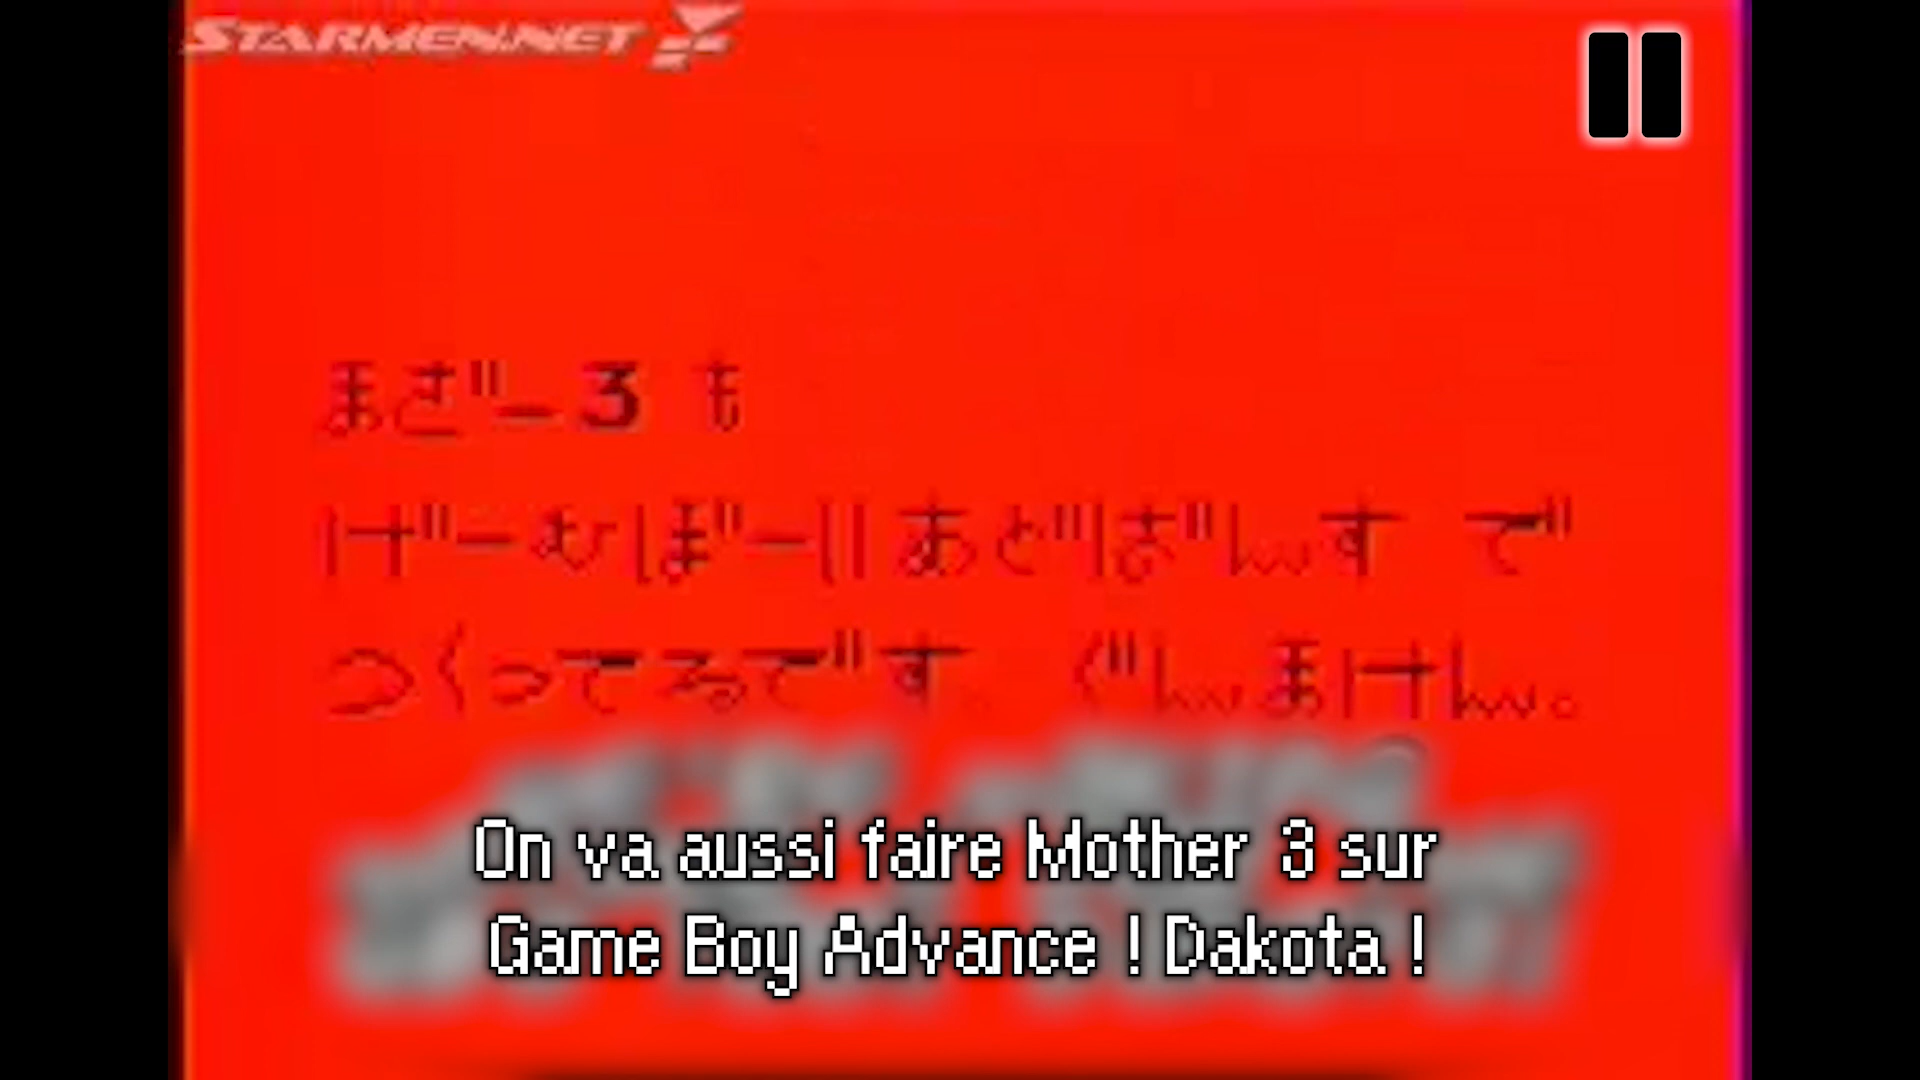 STARMEN.NET
まざー3 も
げーむぼーい あどばんす で
つくってるです。ぐんまけん。
On va aussi faire Mother 3 sur
Game Boy Advance ! Dakota !